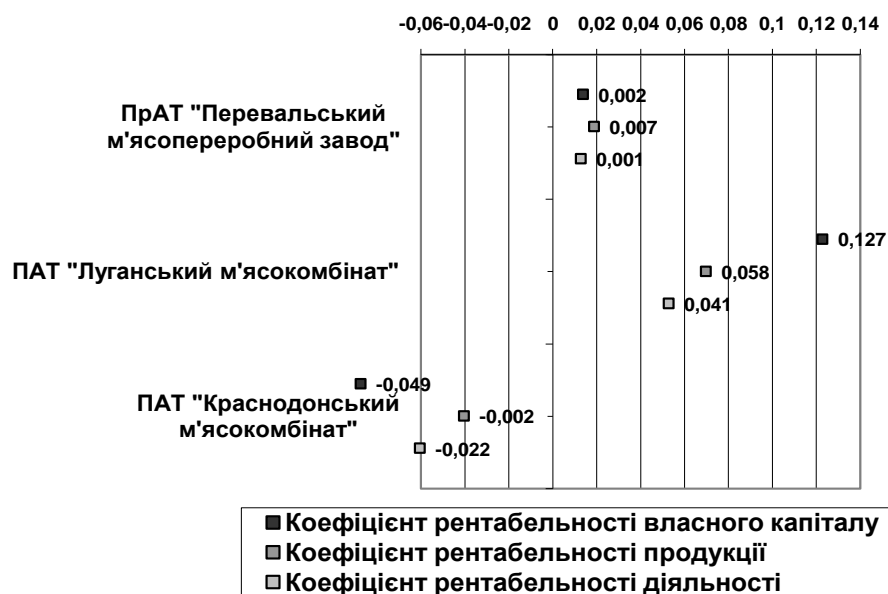 -0,06 -0,04 -0,02 0 0,02 0,04 0,06 0,08 0,1 0,12 0,14
ПрАТ "Перевальський
м'ясопереробний завод"
0,002
0,007
0,001
ПАТ "Луганський м'ясокомбінат"
0,127
0,058
0,041
ПАТ "Краснодонський
м'ясокомбінат"
-0,049
-0,002
-0,022
Коефіцієнт рентабельності власного капіталу
Коефіцієнт рентабельності продукції
Коефіцієнт рентабельності діяльності